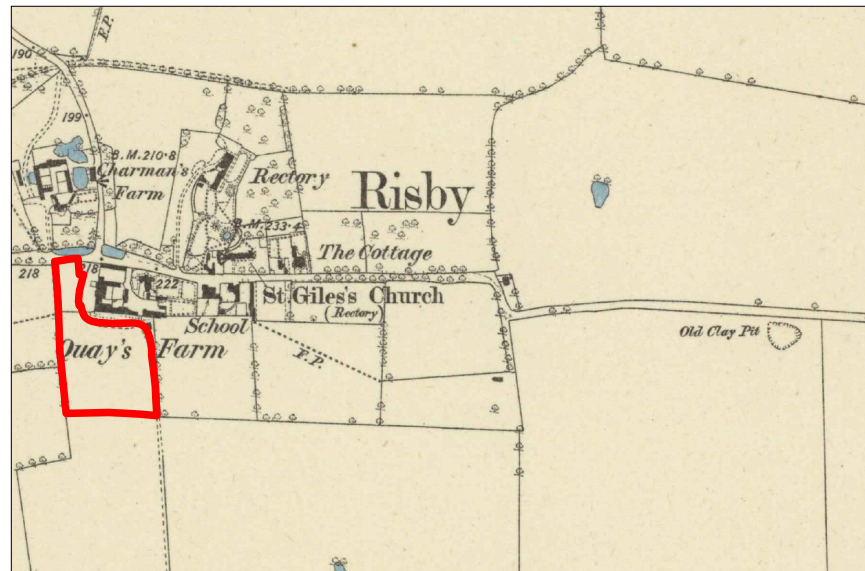 F.P.
190
199
B.M. 210·8
Charman's
Farm
Rectory
Risby
B.M. 233·4
The Cottage
218
218
222
St. Giles's Church
(Rectory)
School
Quay's Farm
F.P.
Old Clay Pit